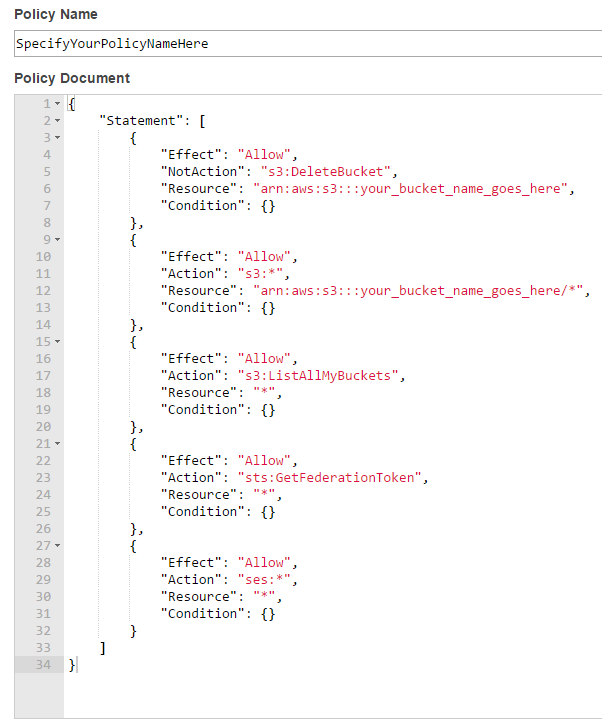 Policy Name
SpecifyYourPolicyNameHere
Policy Document
1 {
2 "Statement": [
3 {
4 "Effect": "Allow",
5 "NotAction": "s3:DeleteBucket",
6 "Resource": "arn:aws:s3:::your_bucket_name_goes_here",
7 "Condition": {}
8 },
9 {
10 "Effect": "Allow",
11 "Action": "s3:*",
12 "Resource": "arn:aws:s3:::your_bucket_name_goes_here/*",
13 "Condition": {}
14 },
15 {
16 "Effect": "Allow",
17 "Action": "s3:ListAllMyBuckets",
18 "Resource": "*",
19 "Condition": {}
20 },
21 {
22 "Effect": "Allow",
23 "Action": "sts:GetFederationToken",
24 "Resource": "*",
25 "Condition": {}
26 },
27 {
28 "Effect": "Allow",
29 "Action": "ses:*",
30 "Resource": "*",
31 "Condition": {}
32 }
33 ]
34 }